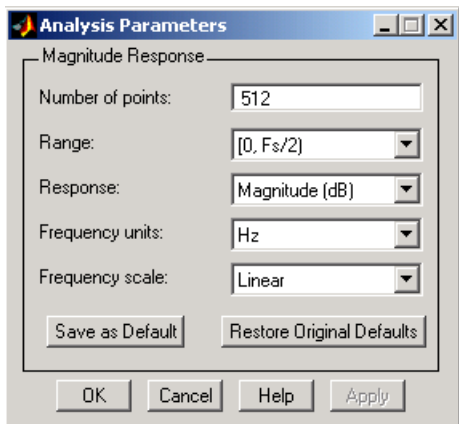 Analysis Parameters
Magnitude Response
Number of points: 512
Range: [0, Fs/2)
Response: Magnitude (dB)
Frequency units: Hz
Frequency scale: Linear
Save as Default Restore Original Defaults
OK Cancel Help Apply